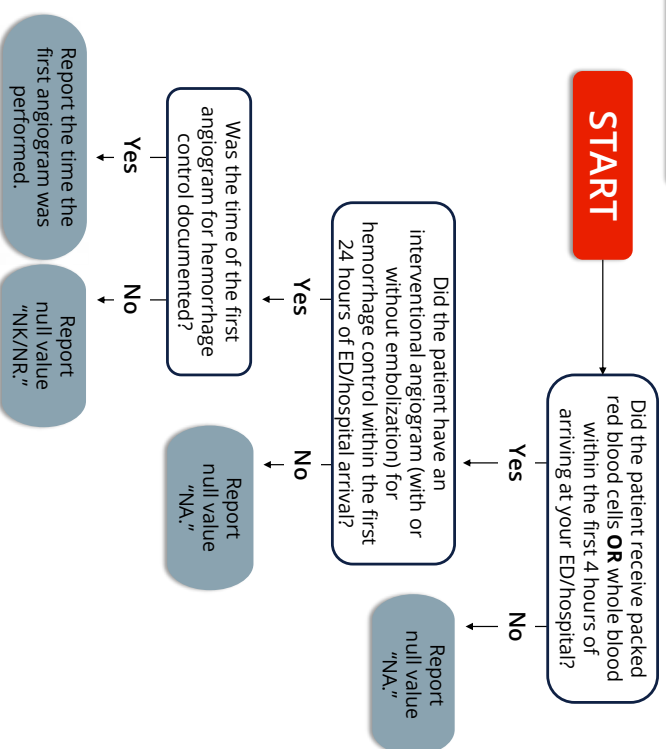 START
Did the patient receive packed
red blood cells OR whole blood
within the first 4 hours of
arriving at your ED/hospital?
Yes
No
Did the patient have an
interventional angiogram (with or
without embolization) for
hemorrhage control within the first
24 hours of ED/hospital arrival?
Report
null value
“NA.”
Yes
No
Was the time of the first
angiogram for hemorrhage
control documented?
Report
null value
“NA.”
Yes
No
Report the time the
first angiogram was
performed.
Report
null value
“NK/NR.”